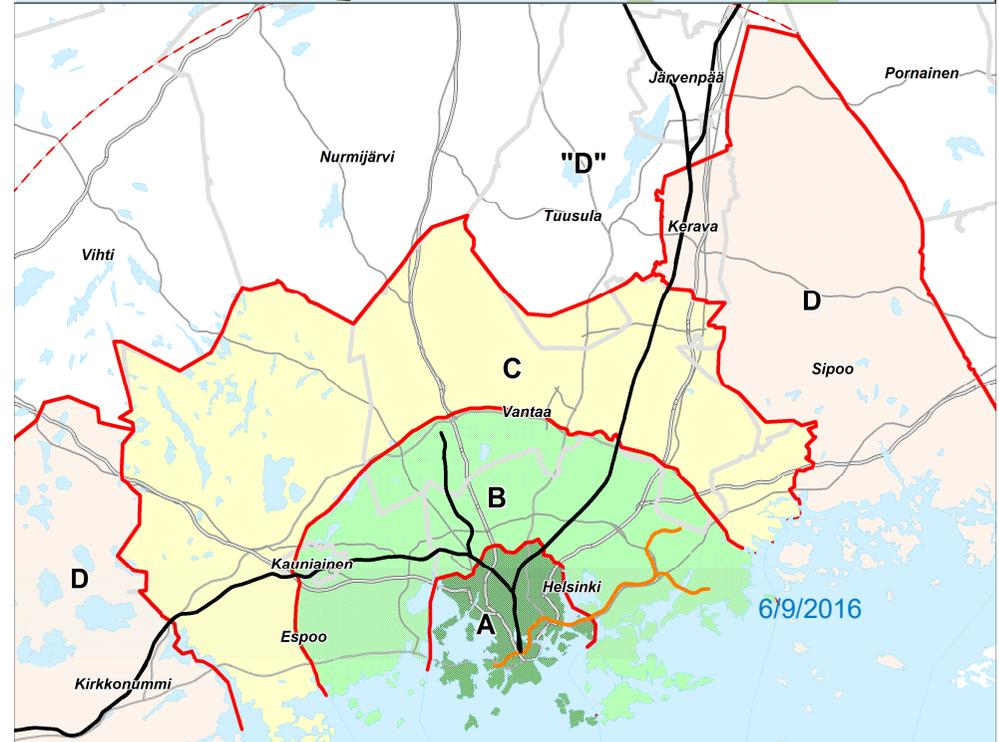 Järvenpää
Pornainen
Nurmijärvi
"D"
Tuusula
Kerava
Vihti
D
C
Sipoo
Vantaa
B
Kauniainen
D
Helsinki
6/9/2016
A
Espoo
Kirkkonummi